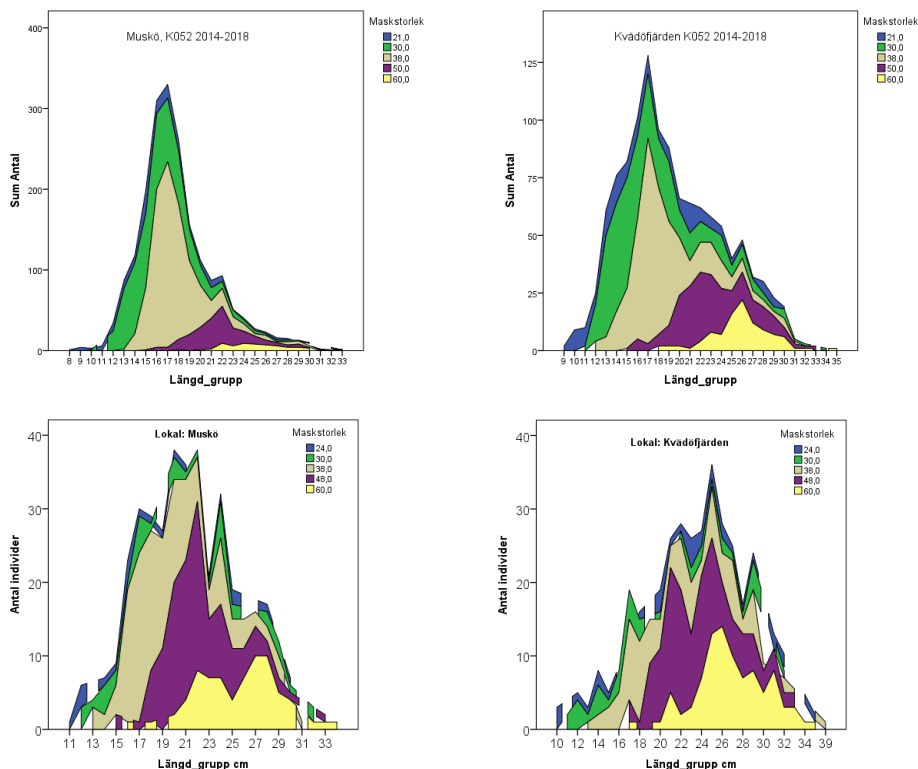 Muskö, K052 2014-2018
Maskstorlek
21,0
30,0
38,0
50,0
60,0
Sum Antal
400
300
200
100
0
8 9 10 11 12 13 14 15 16 17 18 19 20 21 22 23 24 25 26 27 28 29 30 31 32 33
Längd_grupp
Kvädöfjärden K052 2014-2018
Maskstorlek
21,0
30,0
38,0
50,0
60,0
Sum Antal
125
100
75
50
25
0
9 10 11 12 13 14 15 16 17 18 19 20 21 22 23 24 25 26 27 28 29 30 31 32 33 34 35
Längd_grupp
Lokal: Muskö
Maskstorlek
24,0
30,0
38,0
48,0
60,0
Antal individer
40
30
20
10
0
11 13 15 17 19 21 23 25 27 29 31 33
Längd_grupp cm
Lokal: Kvädöfjärden
Maskstorlek
24,0
30,0
38,0
48,0
60,0
Antal individer
40
30
20
10
0
10 12 14 16 18 20 22 24 26 28 30 32 34 39
Längd_grupp cm